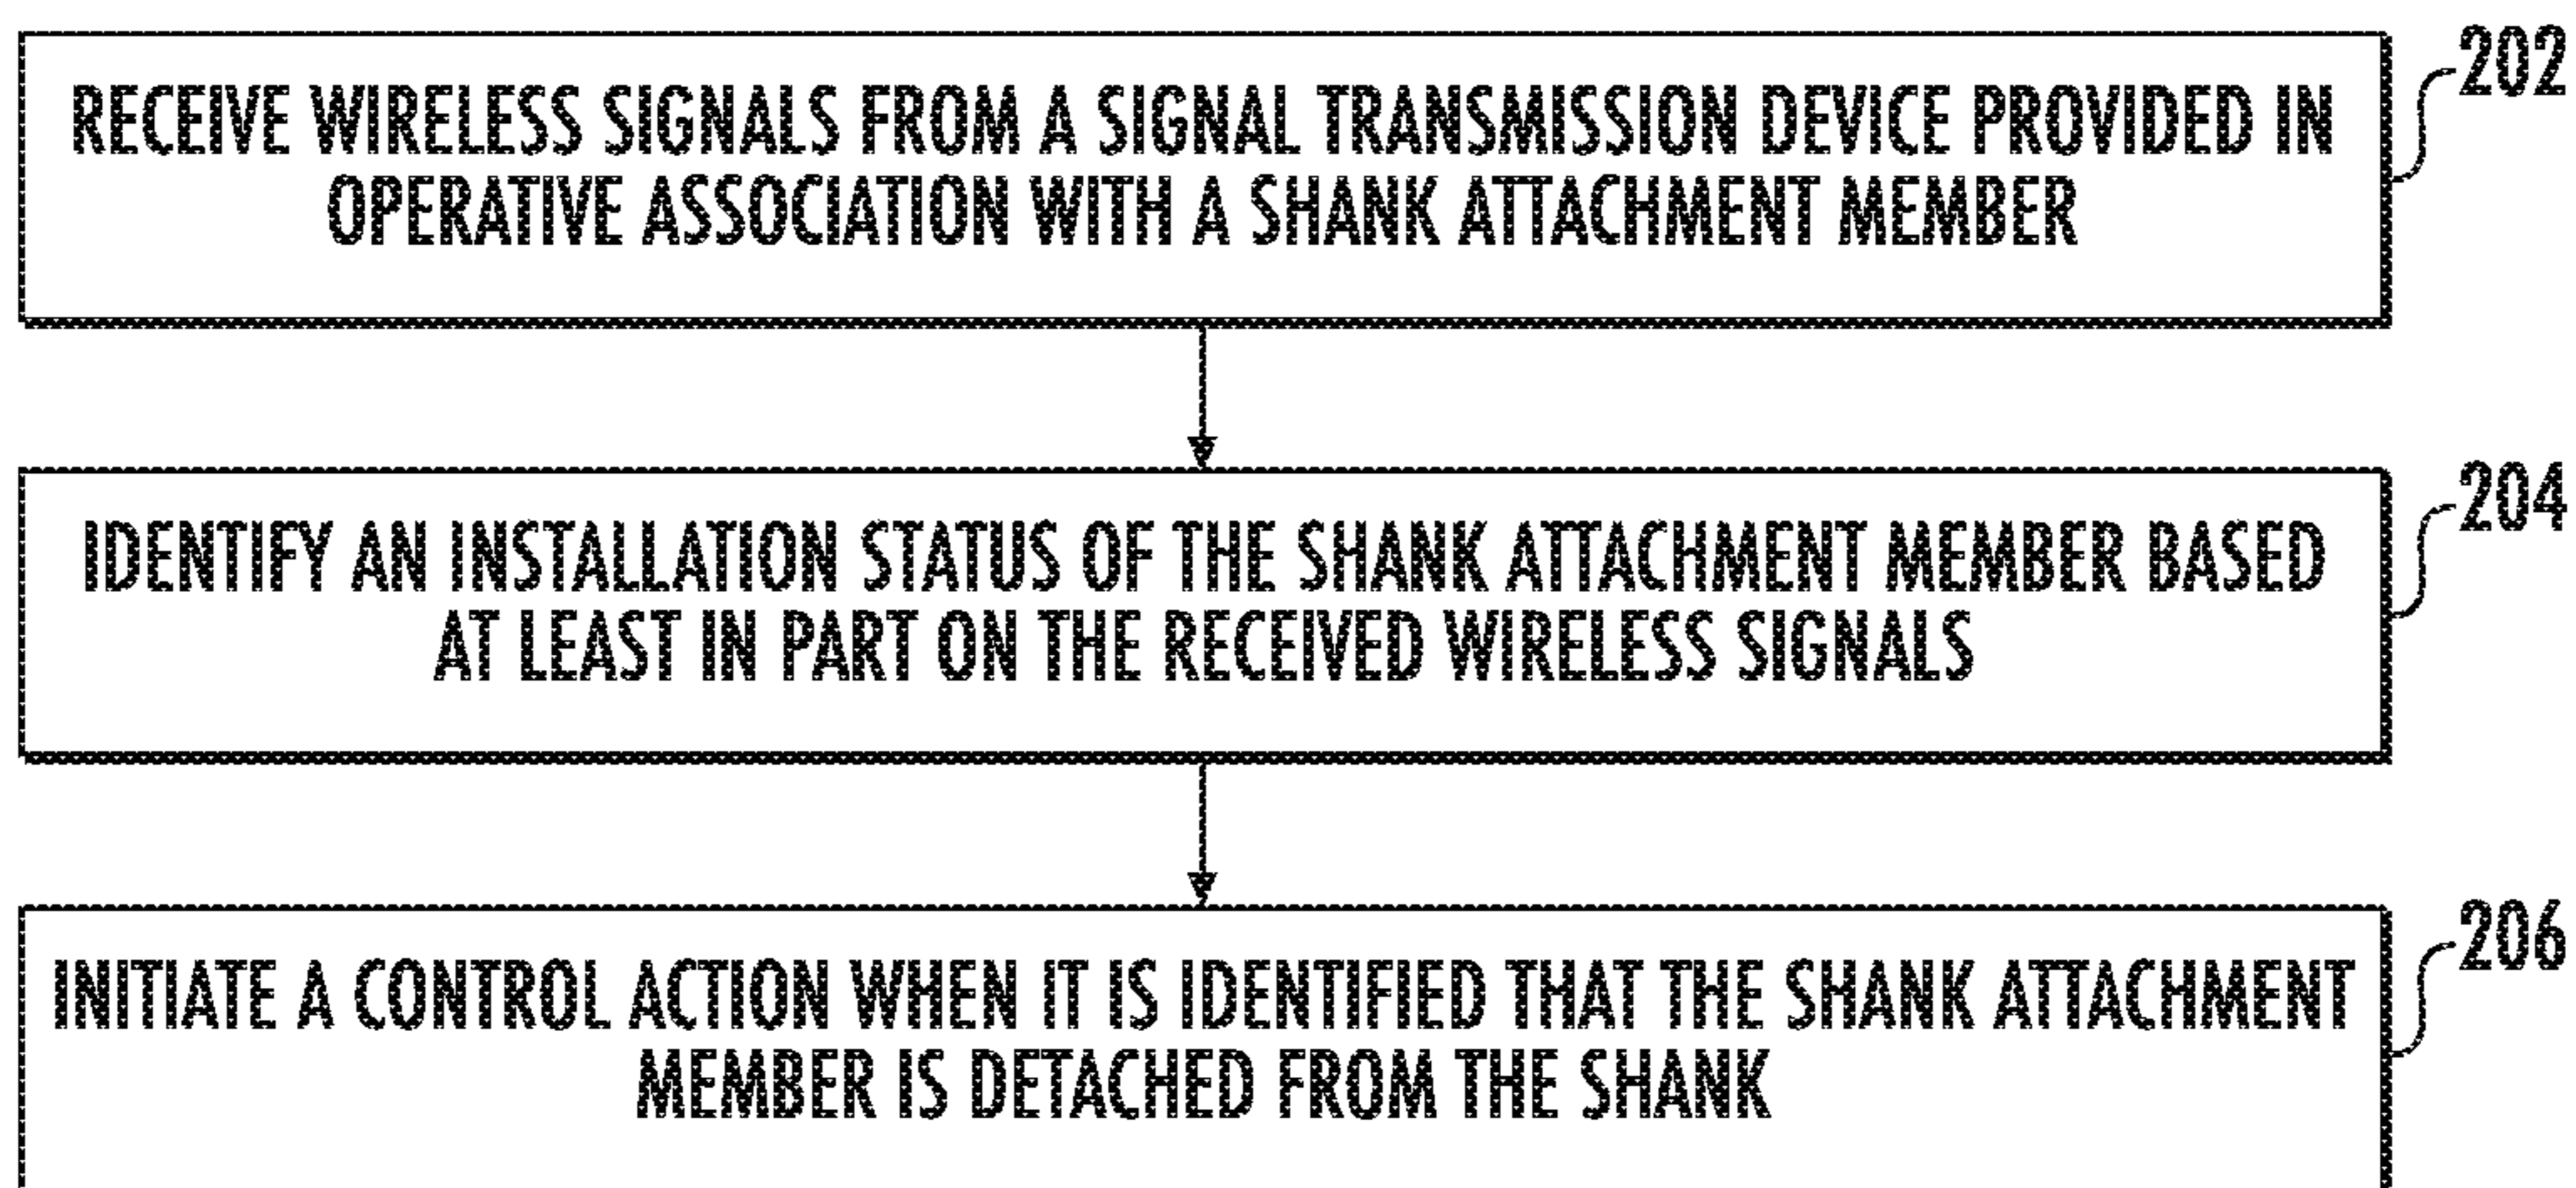 RECEIVE WIRELESS SIGNALS FROM A SIGNAL TRANSMISSION DEVICE PROVIDED IN
OPERATIVE ASSOCIATION WITH A SHANK ATTACHMENT MEMBER
202
IDENTIFY AN INSTALLATION STATUS OF THE SHANK ATTACHMENT MEMBER BASED
AT LEAST IN PART ON THE RECEIVED WIRELESS SIGNALS
204
INITIATE A CONTROL ACTION WHEN IT IS IDENTIFIED THAT THE SHANK ATTACHMENT
MEMBER IS DETACHED FROM THE SHANK
206